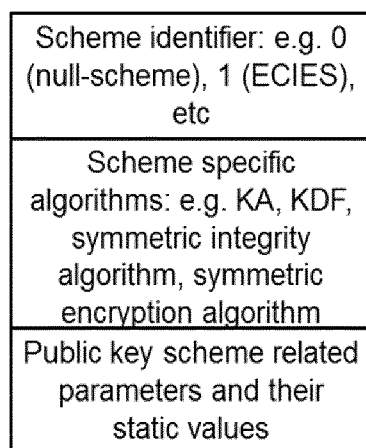 Scheme identifier: e.g. 0
(null-scheme), 1 (ECIES),
etc
Scheme specific
algorithms: e.g. KA, KDF,
symmetric integrity
algorithm, symmetric
encryption algorithm
Public key scheme related
parameters and their
static values